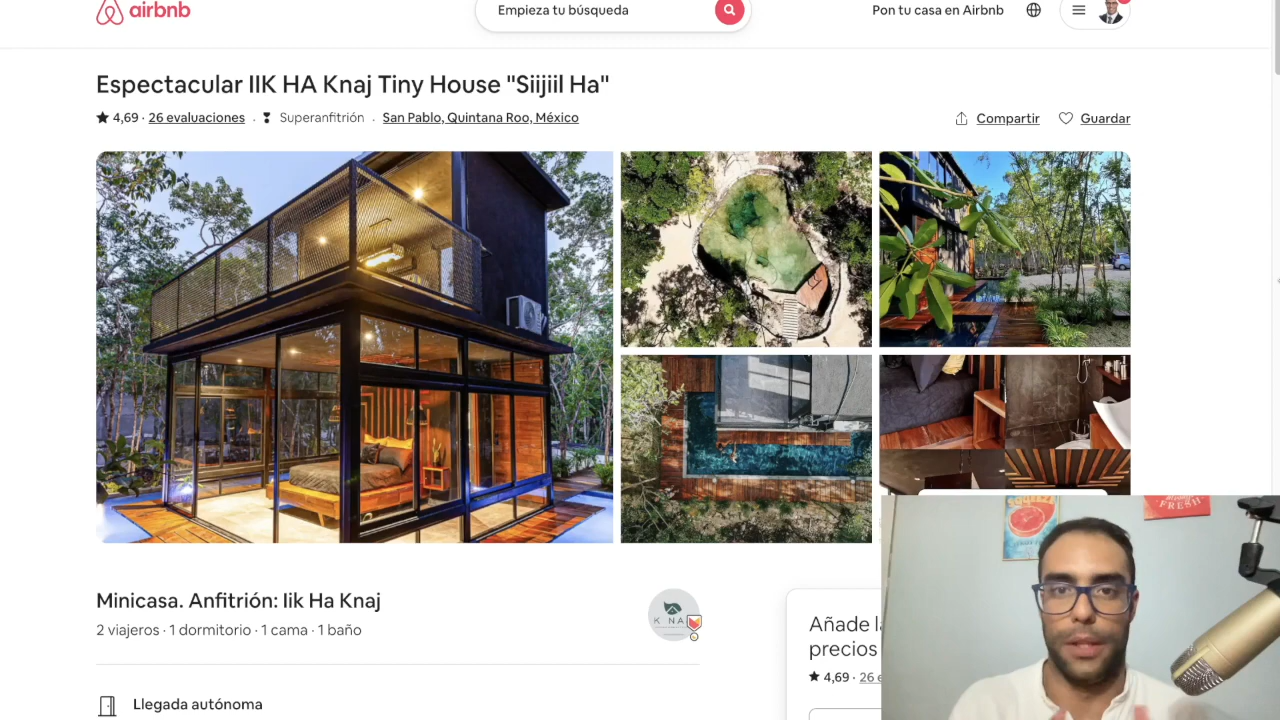 airbnb
Empieza tu búsqueda
Pon tu casa en Airbnb
Espectacular IIK HA Knaj Tiny House "Siijiil Ha"
4,69 · 26 evaluaciones · Superanfitrión · San Pablo, Quintana Roo, México
Compartir
Guardar
Minicasa. Anfitrión: Iik Ha Knaj
2 viajeros · 1 dormitorio · 1 cama · 1 baño
K NA
Añade l
precios
4,69 · 26 e
Llegada autónoma
FRESH